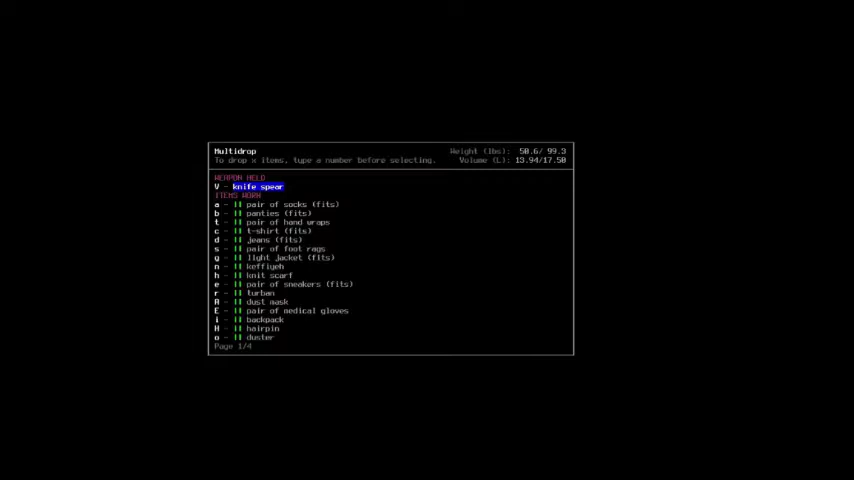 Multidrop Weight (lbs): 50.6/ 99.3
To drop x items, type a number before selecting. Volume (L): 13.94/17.50
WEAPON HELD
V - knife spear
ITEMS WORN
a - || pair of socks (fits)
b - || panties (fits)
t - || pair of hand wraps
c - || t-shirt (fits)
d - || jeans (fits)
s - || pair of foot rags
g - || light jacket (fits)
n - || keffiyeh
h - || knit scarf
e - || pair of sneakers (fits)
r - || turban
A - || dust mask
E - || pair of medical gloves
i - || backpack
H - || hairpin
o - || duster
Page 1/4